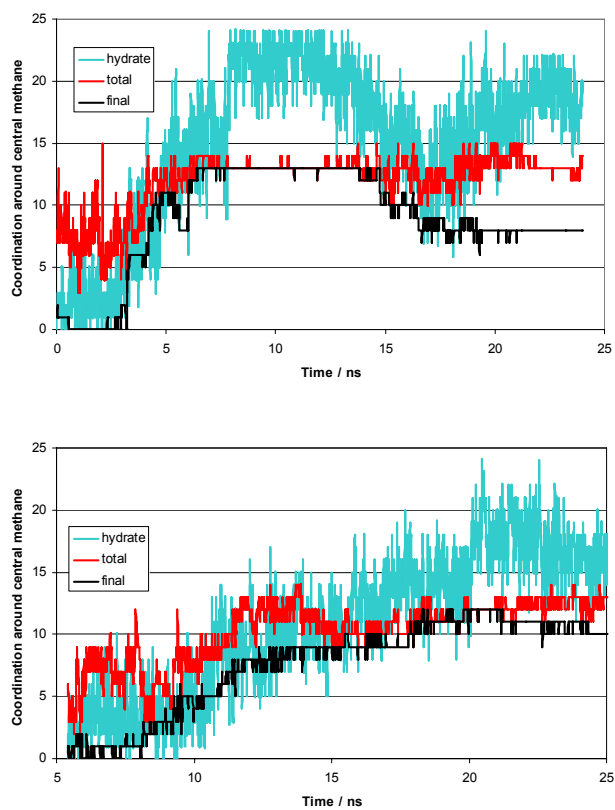 25
20
15
10
5
0
Coordination around central methane
hydrate
total
final
0 5 10 15 20 25
Time / ns
25
20
15
10
5
0
Coordination around central methane
hydrate
total
final
5 10 15 20 25
Time / ns